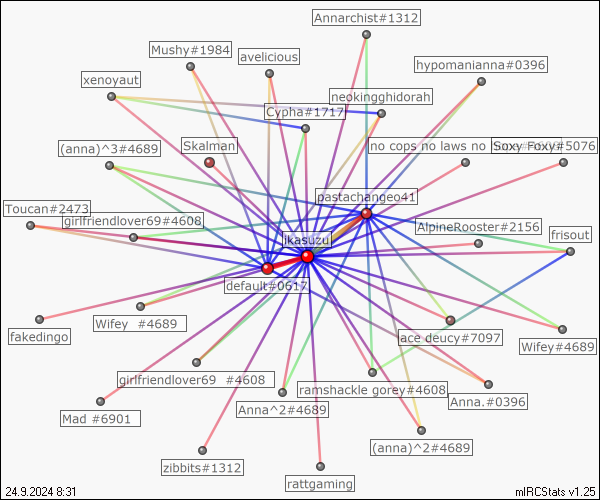 Annarchist#1312
Mushy#1984
avelicious
hypomanianna#0396
xenoyaut
neokingghidorah
Cypha#1717
(anna)^3#4689
Skalman
no cops no laws no
Soxy Foxy#5076
pastachangeo41
Toucan#2473
girlfriendlover69#4608
AlpineRooster#2156
jkasuzu
frisout
default#0617
Wifey #4689
fakedingo
ace deucy#7097
Wifey#4689
girlfriendlover69 #4608
ramshackle gorey#4608
Anna^2#4689
Anna.#0396
Mad #6901
(anna)^2#4689
zibbits#1312
rattgaming
24.9.2024 8:31
mIRCStats v1.25